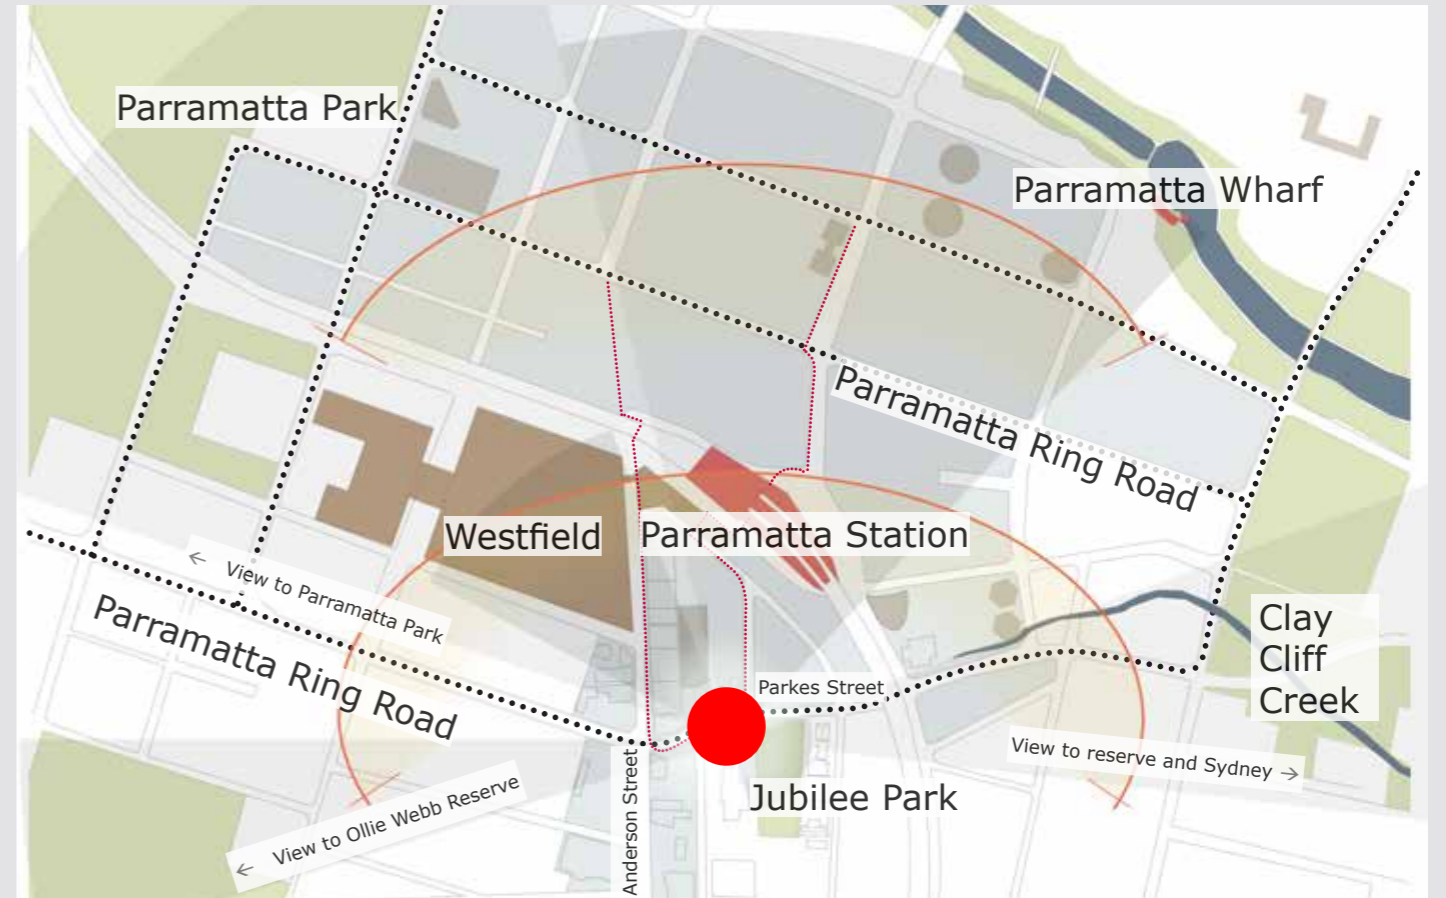 Parramatta Park
Parramatta Wharf
Parramatta Ring Road
Westfield
Parramatta Station
← View to Parramatta Park
Parramatta Ring Road
Clay
Cliff
Creek
Parkes Street
View to reserve and Sydney →
Jubilee Park
Anderson Street
← View to Ollie Webb Reserve